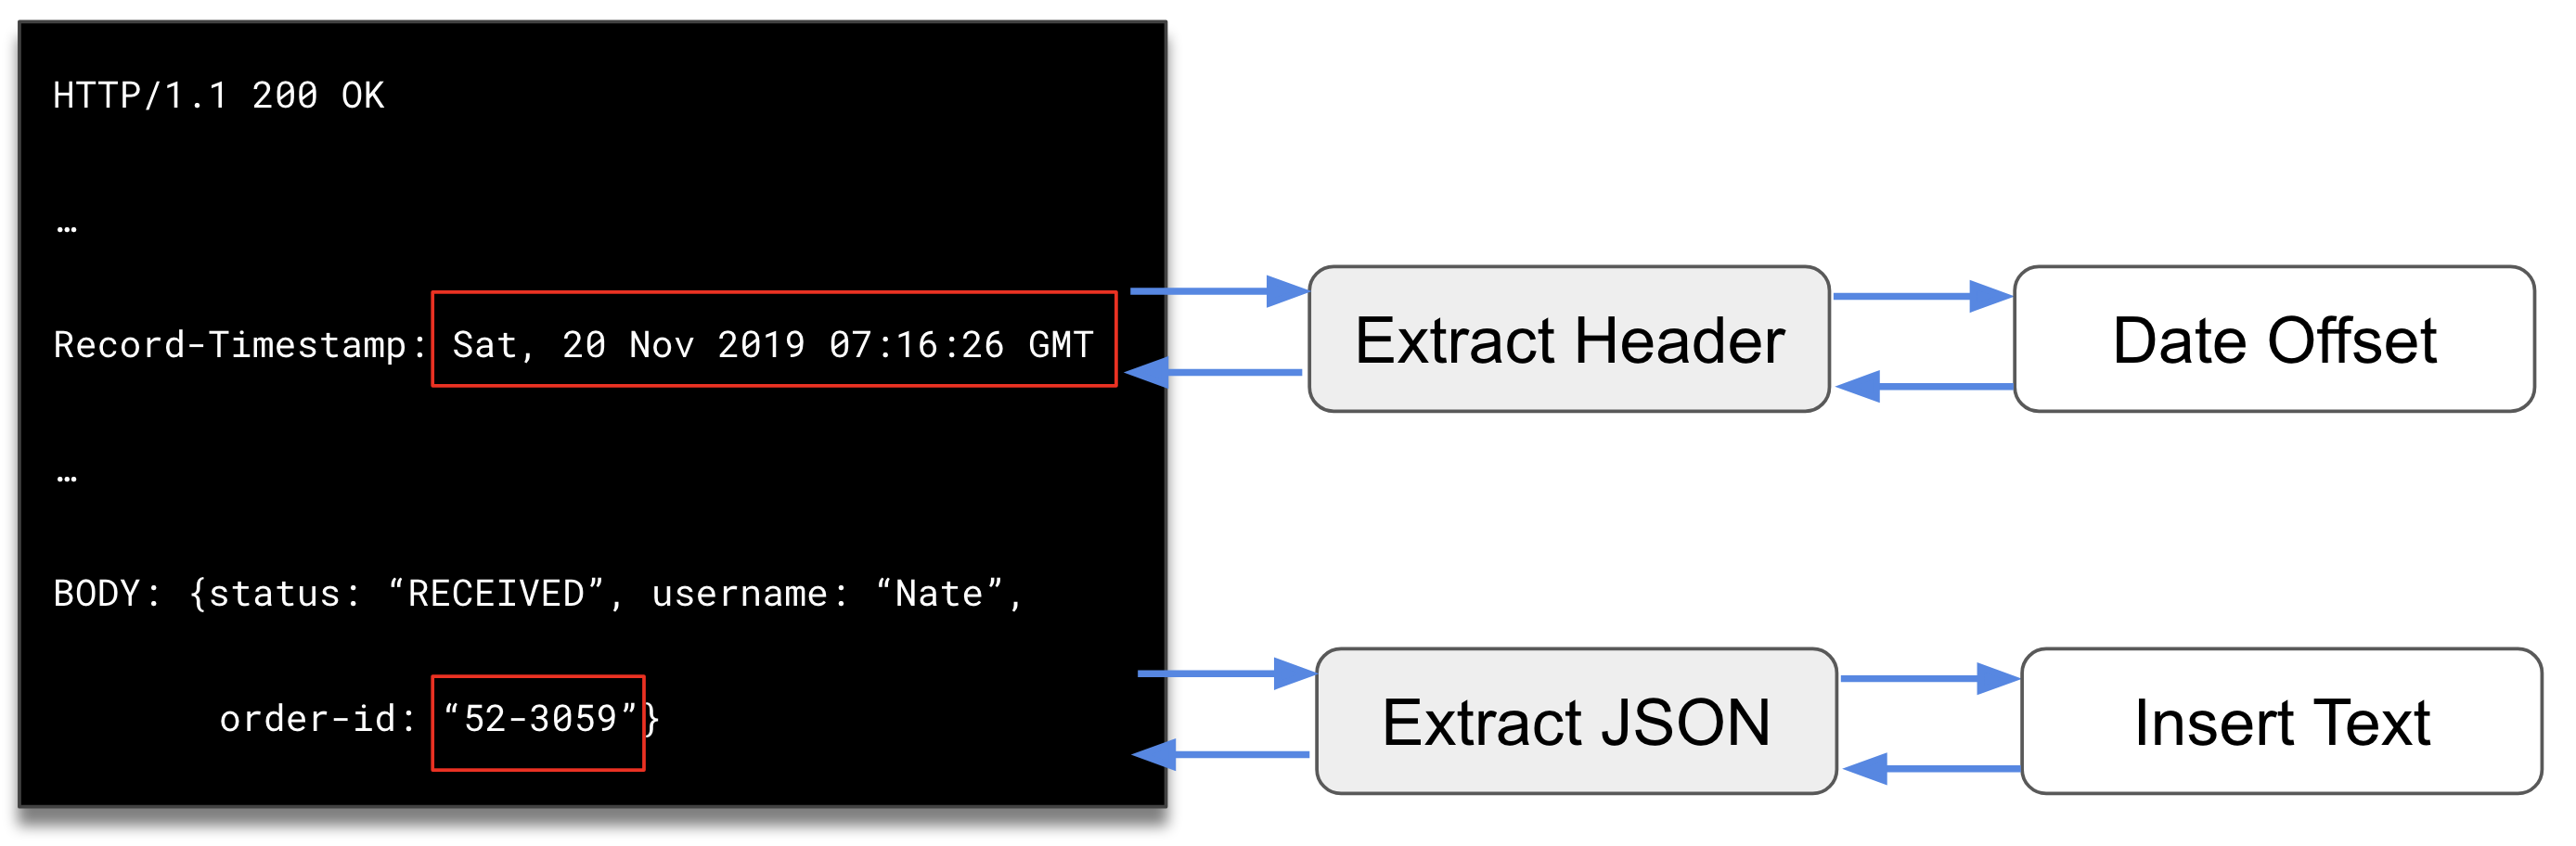 HTTP/1.1 200 OK
…
Record-Timestamp: Sat, 20 Nov 2019 07:16:26 GMT
Extract Header
Date Offset
…
BODY: {status: “RECEIVED”, username: “Nate”,
order-id: “52-3059”}
Extract JSON
Insert Text